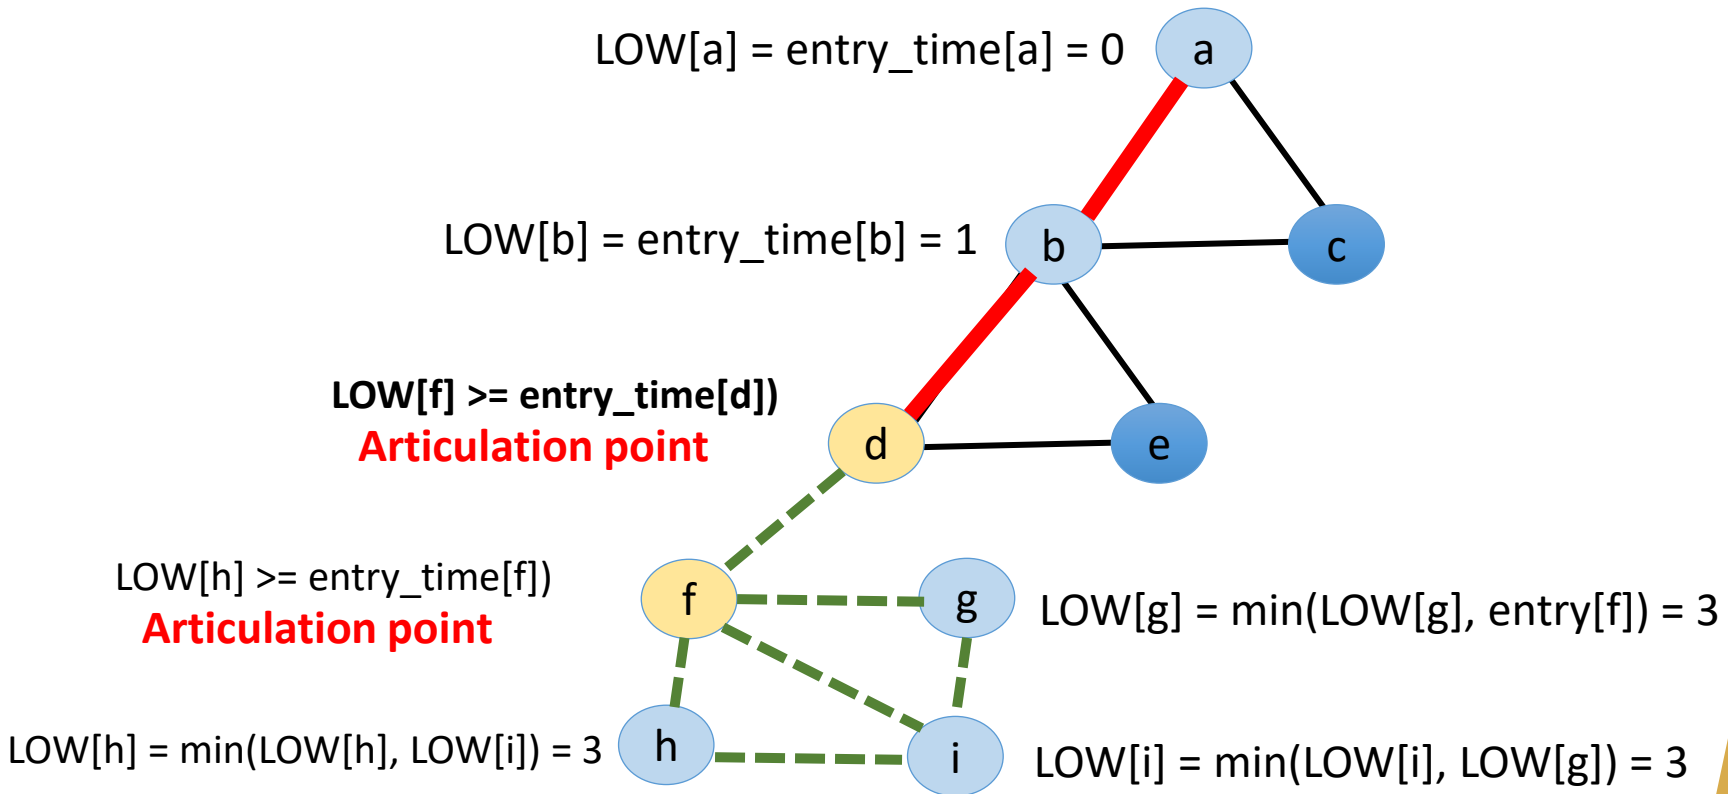 LOW[a] = entry_time[a] = 0
a
LOW[b] = entry_time[b] = 1
b
c
LOW[f] >= entry_time[d])
Articulation point
d
e
LOW[h] >= entry_time[f])
Articulation point
f
g
LOW[g] = min(LOW[g], entry[f]) = 3
LOW[h] = min(LOW[h], LOW[i]) = 3
h
i
LOW[i] = min(LOW[i], LOW[g]) = 3